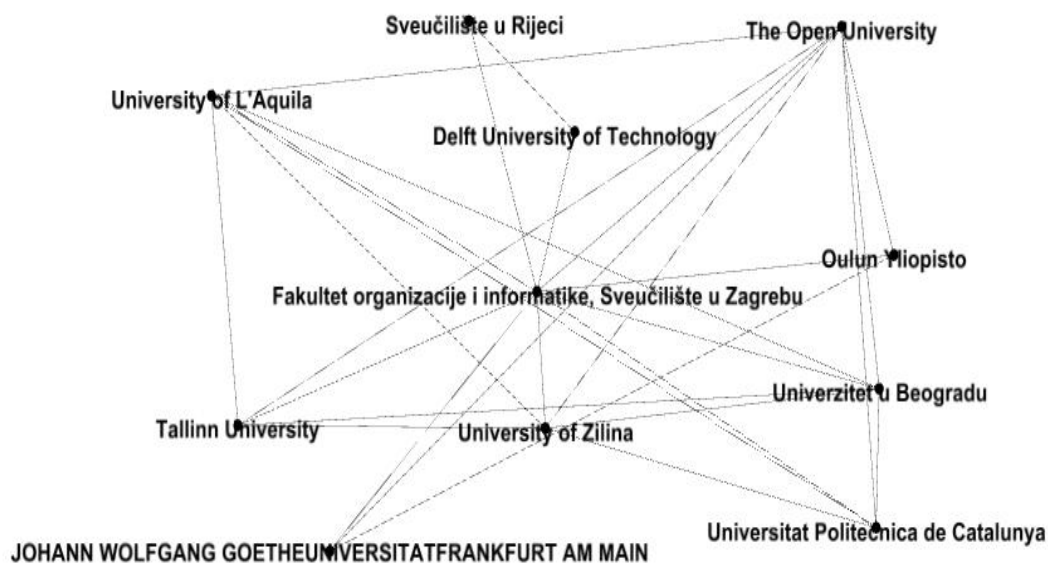 Sveučilište u Rijeci
The Open University
University of L'Aquila
Delft University of Technology
Oulun Yliopisto
Fakultet organizacije i informatike, Sveučilište u Zagrebu
Univerzitet u Beogradu
Tallinn University
University of Zilina
Universitat Politecnica de Catalunya
JOHANN WOLFGANG GOETHEUNIVERSITATFRANKFURT AM MAIN